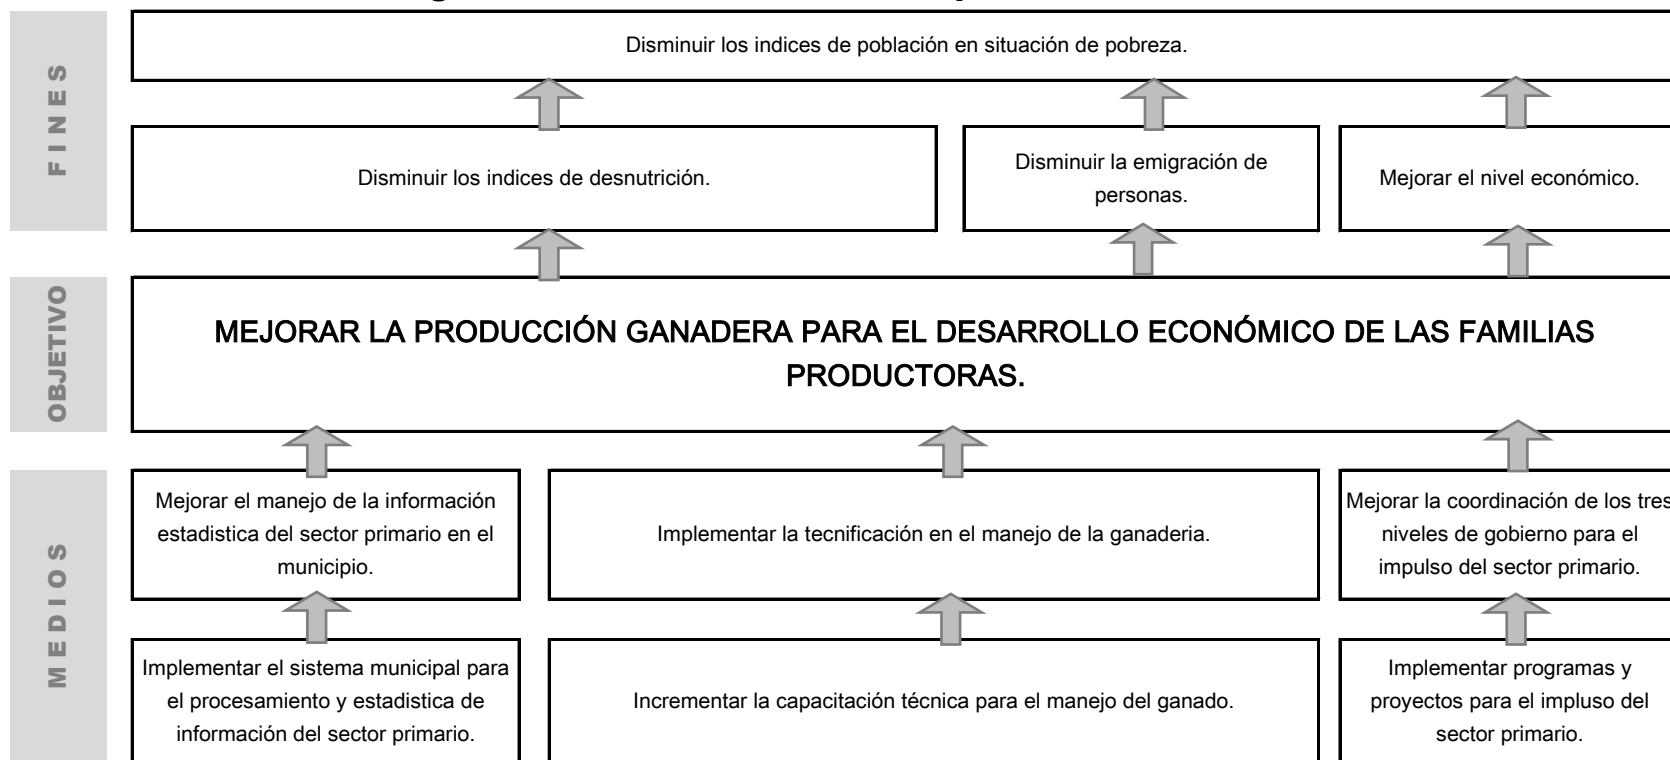 FINES
Disminuir los indices de población en situación de pobreza.
Disminuir los indices de desnutrición.
Disminuir la emigración de
personas.
Mejorar el nivel económico.
OBJETIVO
MEJORAR LA PRODUCCIÓN GANADERA PARA EL DESARROLLO ECONÓMICO DE LAS FAMILIAS
PRODUCTORAS.
MEDIOS
Mejorar el manejo de la información
estadistica del sector primario en el
municipio.
Implementar la tecnificación en el manejo de la ganaderia.
Mejorar la coordinación de los tres
niveles de gobierno para el
impulso del sector primario.
Implementar el sistema municipal para
el procesamiento y estadistica de
información del sector primario.
Incrementar la capacitación técnica para el manejo del ganado.
Implementar programas y
proyectos para el impluso del
sector primario.